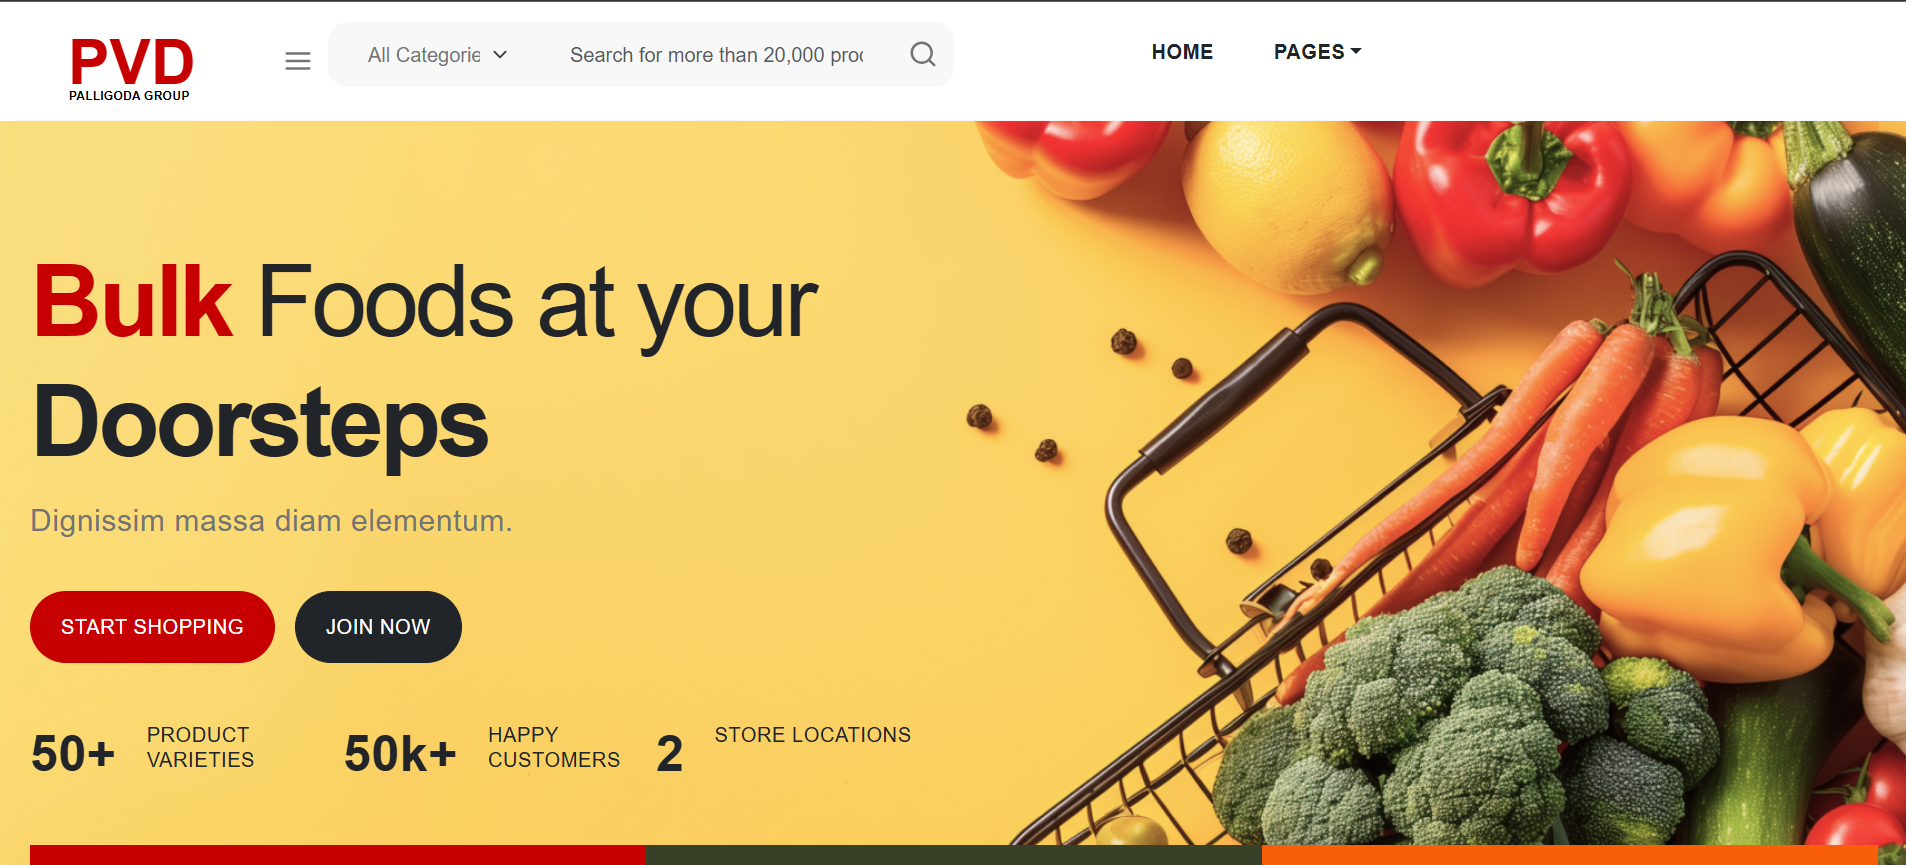 PVD
PALLIGODA GROUP
All Categorie
Search for more than 20,000 proc
HOME
PAGES
Bulk Foods at your
Doorsteps
Dignissim massa diam elementum.
START SHOPPING
JOIN NOW
50+
PRODUCT
VARIETIES
50k+
HAPPY
CUSTOMERS
2
STORE LOCATIONS